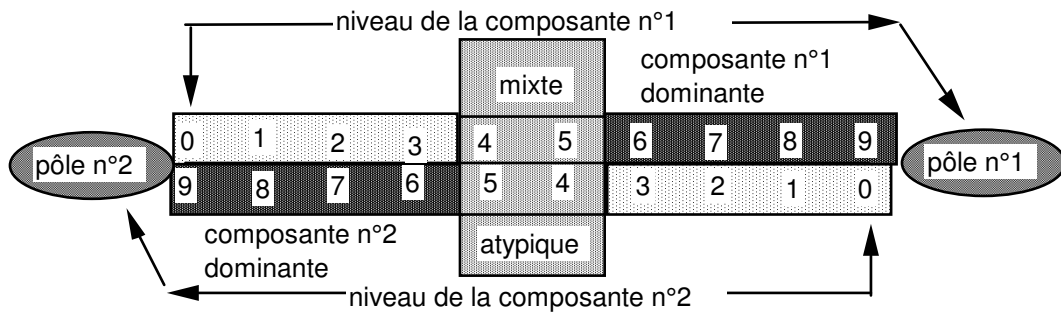 niveau de la composante n°1
composante n°1
dominante
mixte
0 1 2 3 4 5 6 7 8 9
pôle n°2
pôle n°1
9 8 7 6 5 4 3 2 1 0
composante n°2
dominante
atypique
niveau de la composante n°2